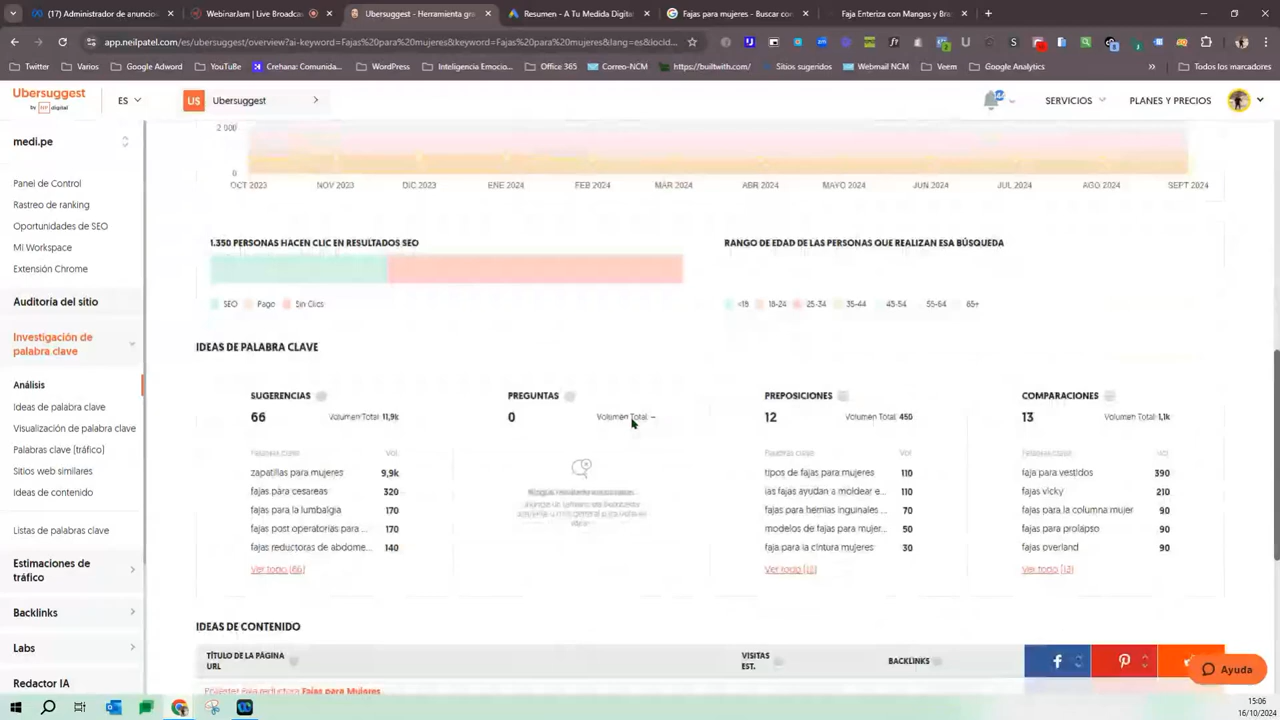 Administrador de anuncio
WebinarJam | Live Broadcas
Ubersuggest - Herramienta gra
Resumen - A Tu Medida Digita
Fajas para mujeres - Buscar con
Faja Enteriza con Mangas y Bra
app.neilpatel.com/es/ubersuggest/overview?ai-keyword=Fajas%20para%20mujeres&keyword=Fajas%20para%20mujeres&lang=es&locId...
Twitter
Varios
Google Adword
YouTube
Crehana: Comunida...
WordPress
Inteligencia Emocio...
Office 365
Correo-NCM
https://builtwith.com/
Sitios sugeridos
Webmail NCM
Veem
Google Analytics
Todos los marcadores
Ubersuggest
by NP digital
ES
US
Ubersuggest
SERVICIOS
PLANES Y PRECIOS
medi.pe
Panel de Control
Rastreo de ranking
Oportunidades de SEO
Mi Workspace
Extensión Chrome
Auditoría del sitio
Investigación de
palabra clave
Análisis
Ideas de palabra clave
Visualización de palabra clave
Palabras clave (tráfico)
Sitios web similares
Ideas de contenido
Listas de palabras clave
Estimaciones de
tráfico
Backlinks
Labs
Redactor IA
2 000
0
OCT 2023
NOV 2023
DIC 2023
ENE 2024
FEB 2024
MAR 2024
ABR 2024
MAYO 2024
JUN 2024
JUL 2024
AGO 2024
SEPT 2024
1.350 PERSONAS HACEN CLIC EN RESULTADOS SEO
SEO
Pago
Sin Clics
RANGO DE EDAD DE LAS PERSONAS QUE REALIZAN ESA BÚSQUEDA
<18
18-24
25-34
35-44
45-54
55-64
65+
IDEAS DE PALABRA CLAVE
SUGERENCIAS
66
Volumen Total: 11,9k
Vol.
zapatillas para mujeres 9,9k
fajas para cesareas 320
fajas para la lumbalgia 170
fajas post operatorias para ... 170
fajas reductoras de abdome... 140
Ver todo (66)
PREGUNTAS
0
Volumen Total: –
PREPOSICIONES
12
Volumen Total: 450
Vol.
tipos de fajas para mujeres 110
las fajas ayudan a moldear e... 110
fajas para hernias inguinales ... 70
modelos de fajas para mujer... 50
faja para la cintura mujeres 30
COMPARACIONES
13
Volumen Total: 1,1k
Vol.
faja para vestidos 390
fajas vicky 210
fajas para la columna mujer 90
fajas para prolapso 90
fajas overland 90
Ver todo (13)
IDEAS DE CONTENIDO
TÍTULO DE LA PÁGINA
URL
VISITAS
EST.
BACKLINKS
Faja reductora Fajas para Mujeres
Ayuda
15:06
16/10/2024